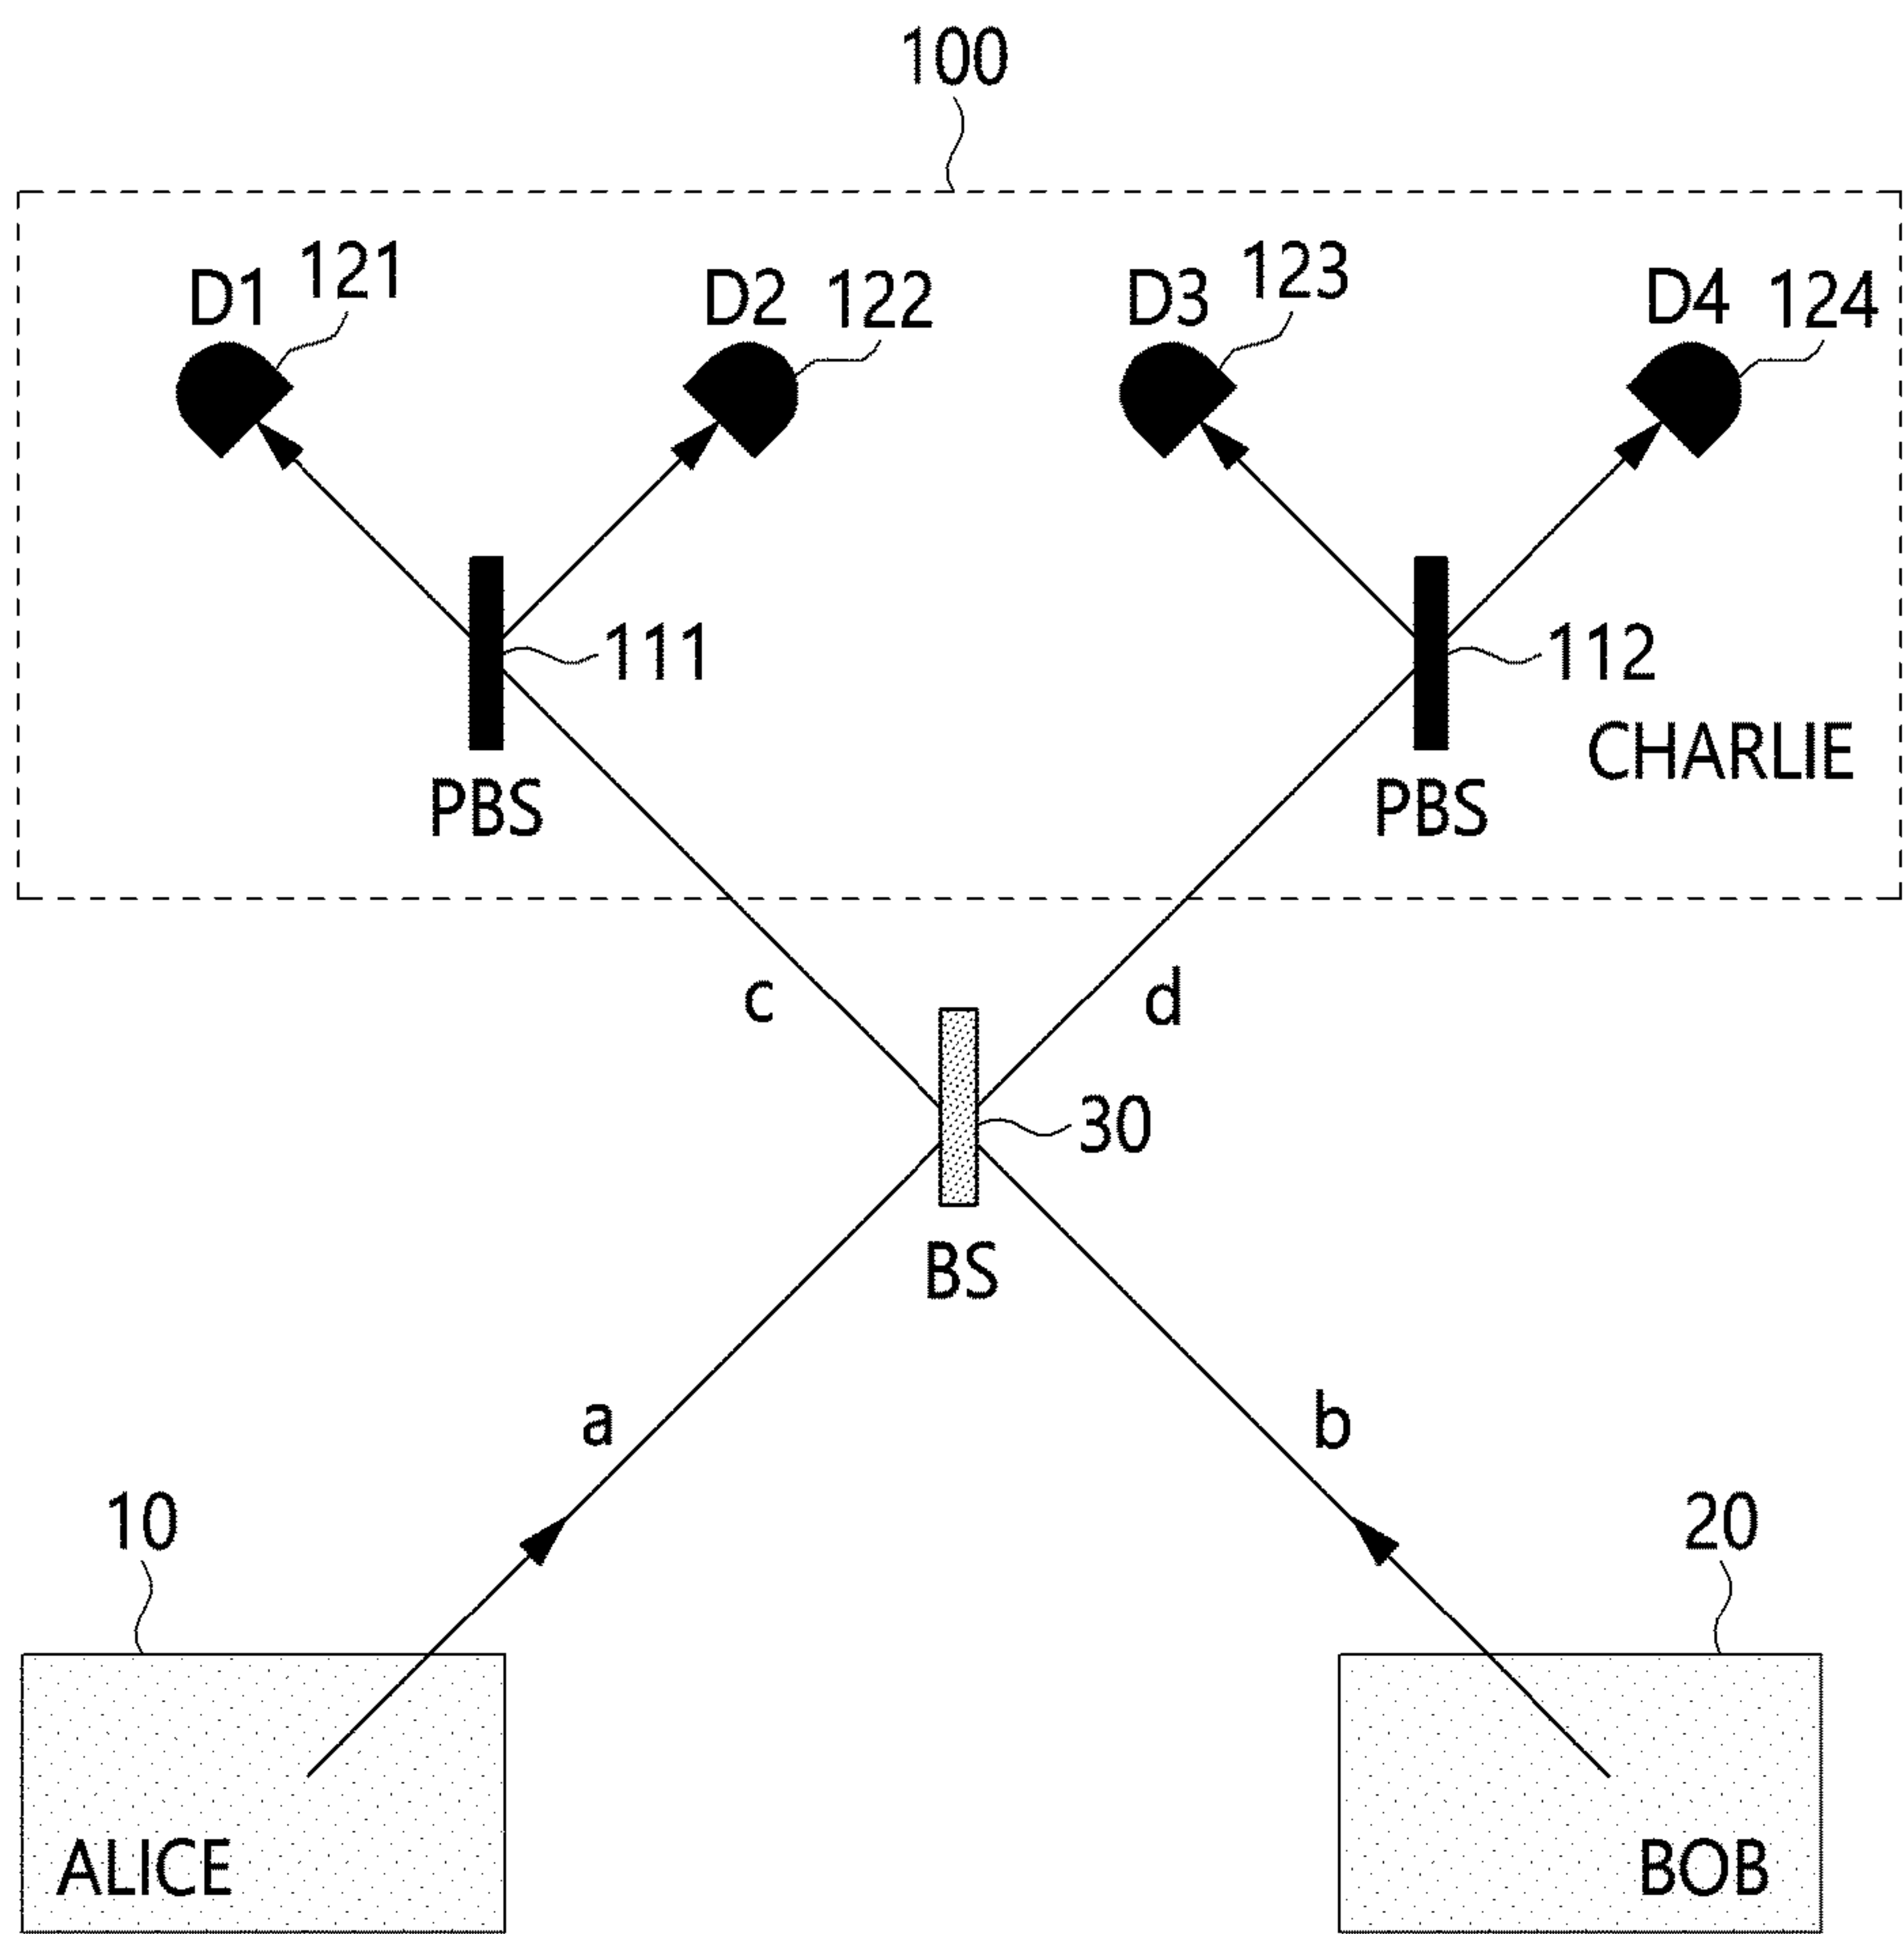 100
D1 121 D2 122 D3 123 D4 124
111 112
CHARLIE
PBS PBS
c d
30
BS
a b
10 20
ALICE BOB